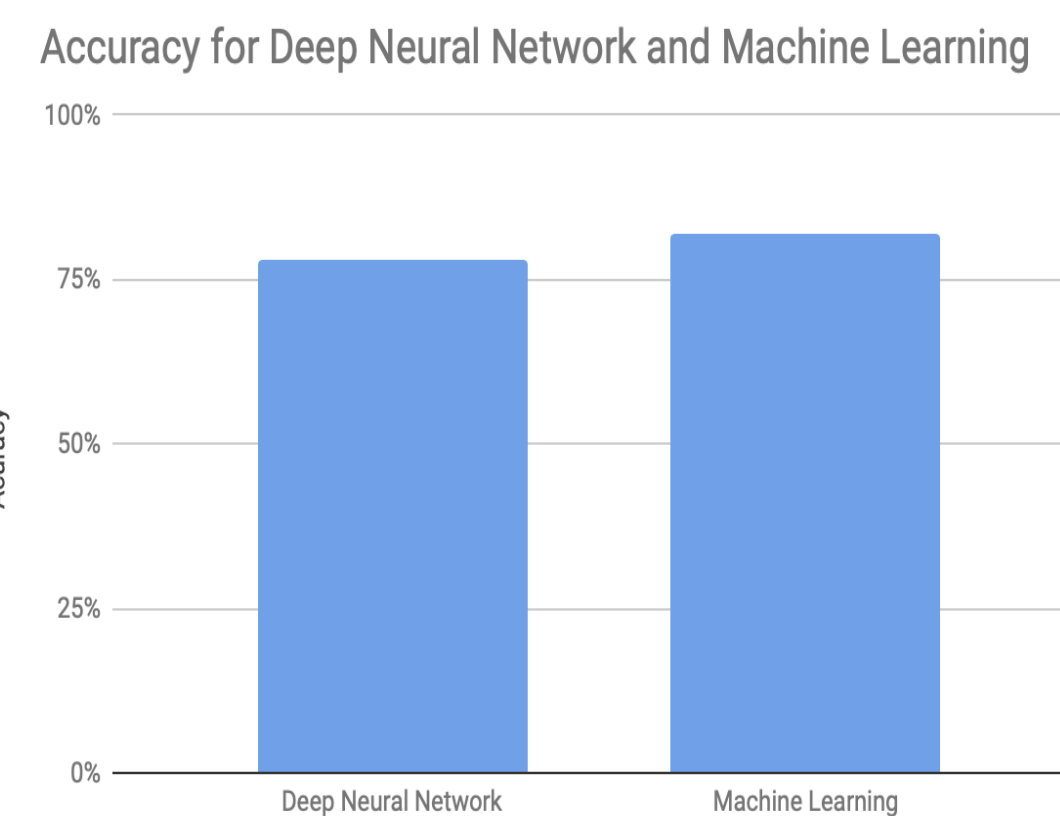 Accuracy for Deep Neural Network and Machine Learning
100%
75%
50%
25%
0%
Deep Neural Network
Machine Learning